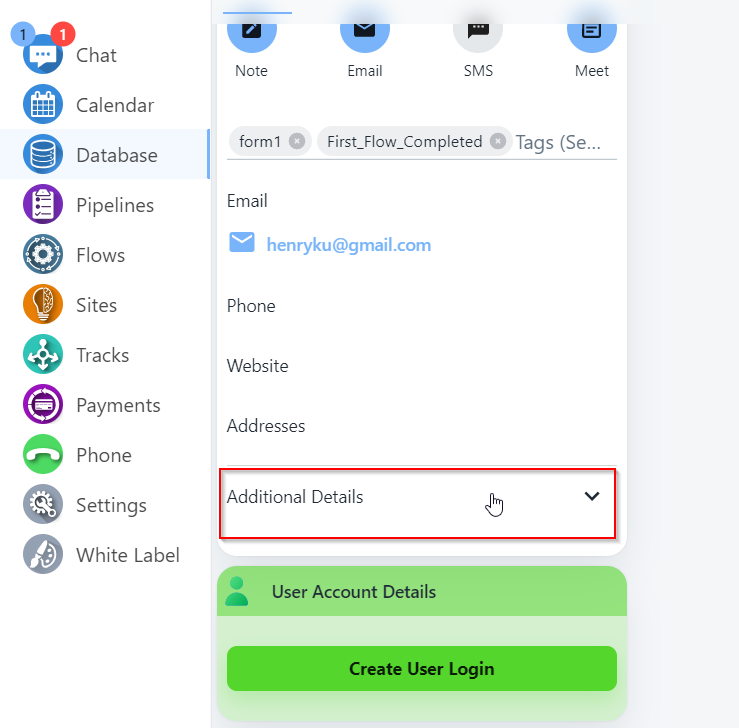 1 1
Chat
Calendar
Database
Pipelines
Flows
Sites
Tracks
Payments
Phone
Settings
White Label
Note Email SMS Meet
form1 First_Flow_Completed Tags (Se...
Email
henryku@gmail.com
Phone
Website
Addresses
Additional Details
User Account Details
Create User Login